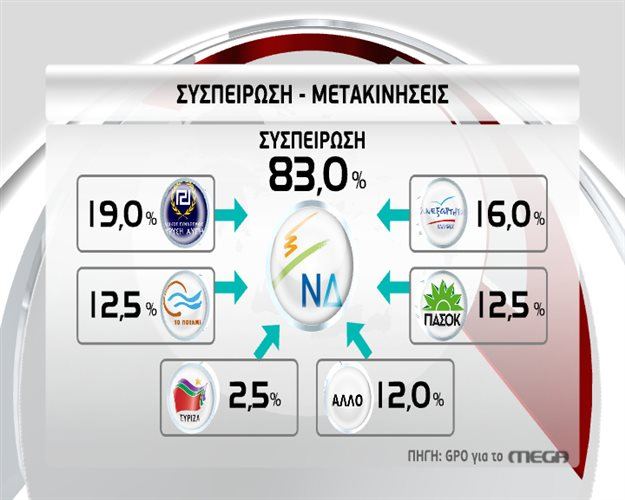 ΣΥΣΠΕΙΡΩΣΗ - ΜΕΤΑΚΙΝΗΣΕΙΣ
ΣΥΣΠΕΙΡΩΣΗ
83,0%
19,0%
16,0%
ΝΔ
12,5%
ΤΟ ΠΟΤΑΜΙ
ΠΑΣΟΚ
12,5%
ΣΥΡΙΖΑ
2,5%
ΑΛΛΟ
12,0%
ΠΗΓΗ: GPO για το MEGA